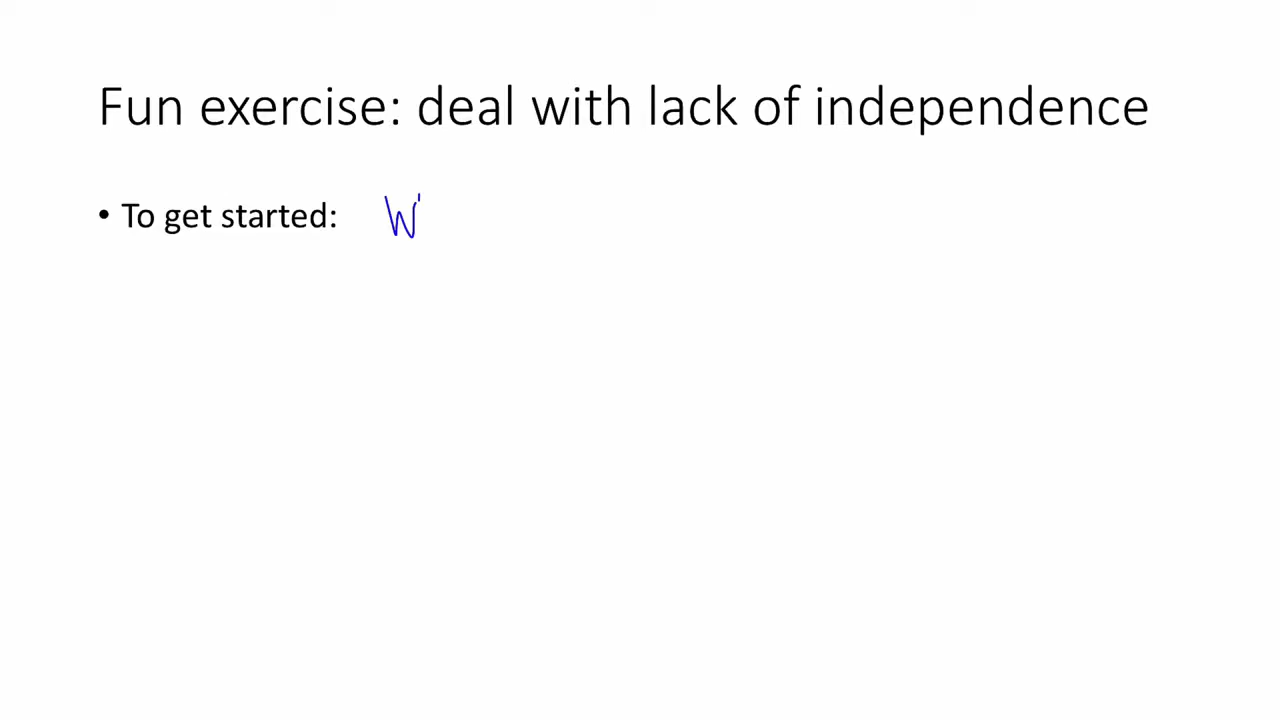 Fun exercise: deal with lack of independence
• To get started: W'